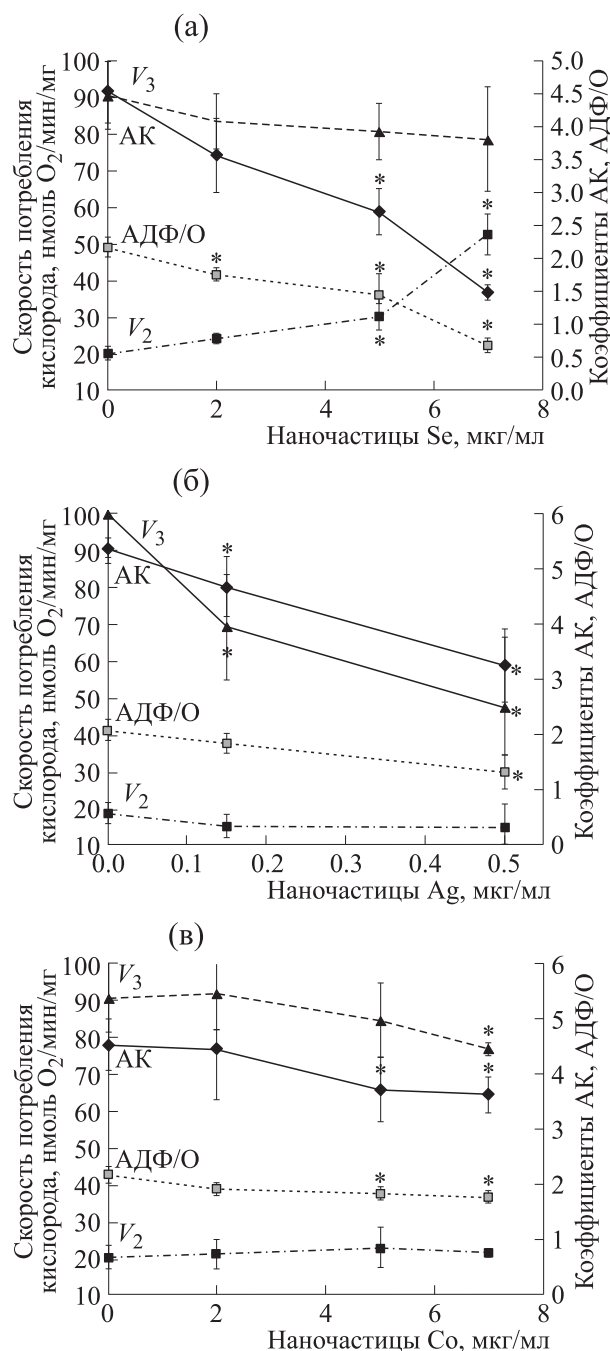 (а)
Скорость потребления
кислорода, нмоль O2/мин/мг
100
90
80
70
60
50
40
30
20
10
V3
АК
АДФ/О
V2
* * * * * * *
5.0
4.5
4.0
3.5
3.0
2.5
2.0
1.5
1.0
0.5
0.0
Коэффициенты АК, АДФ/О
0 2 4 6 8
Наночастицы Se, мкг/мл
(б)
Скорость потребления
кислорода, нмоль O2/мин/мг
100
90
80
70
60
50
40
30
20
10
V3
АК
АДФ/О
V2
* * * * *
6
5
4
3
2
1
0
Коэффициенты АК, АДФ/О
0.0 0.1 0.2 0.3 0.4 0.5
Наночастицы Ag, мкг/мл
(в)
Скорость потребления
кислорода, нмоль O2/мин/мг
100
90
80
70
60
50
40
30
20
10
V3
АК
АДФ/О
V2
* * * * *
6
5
4
3
2
1
0
Коэффициенты АК, АДФ/О
0 2 4 6 8
Наночастицы Co, мкг/мл